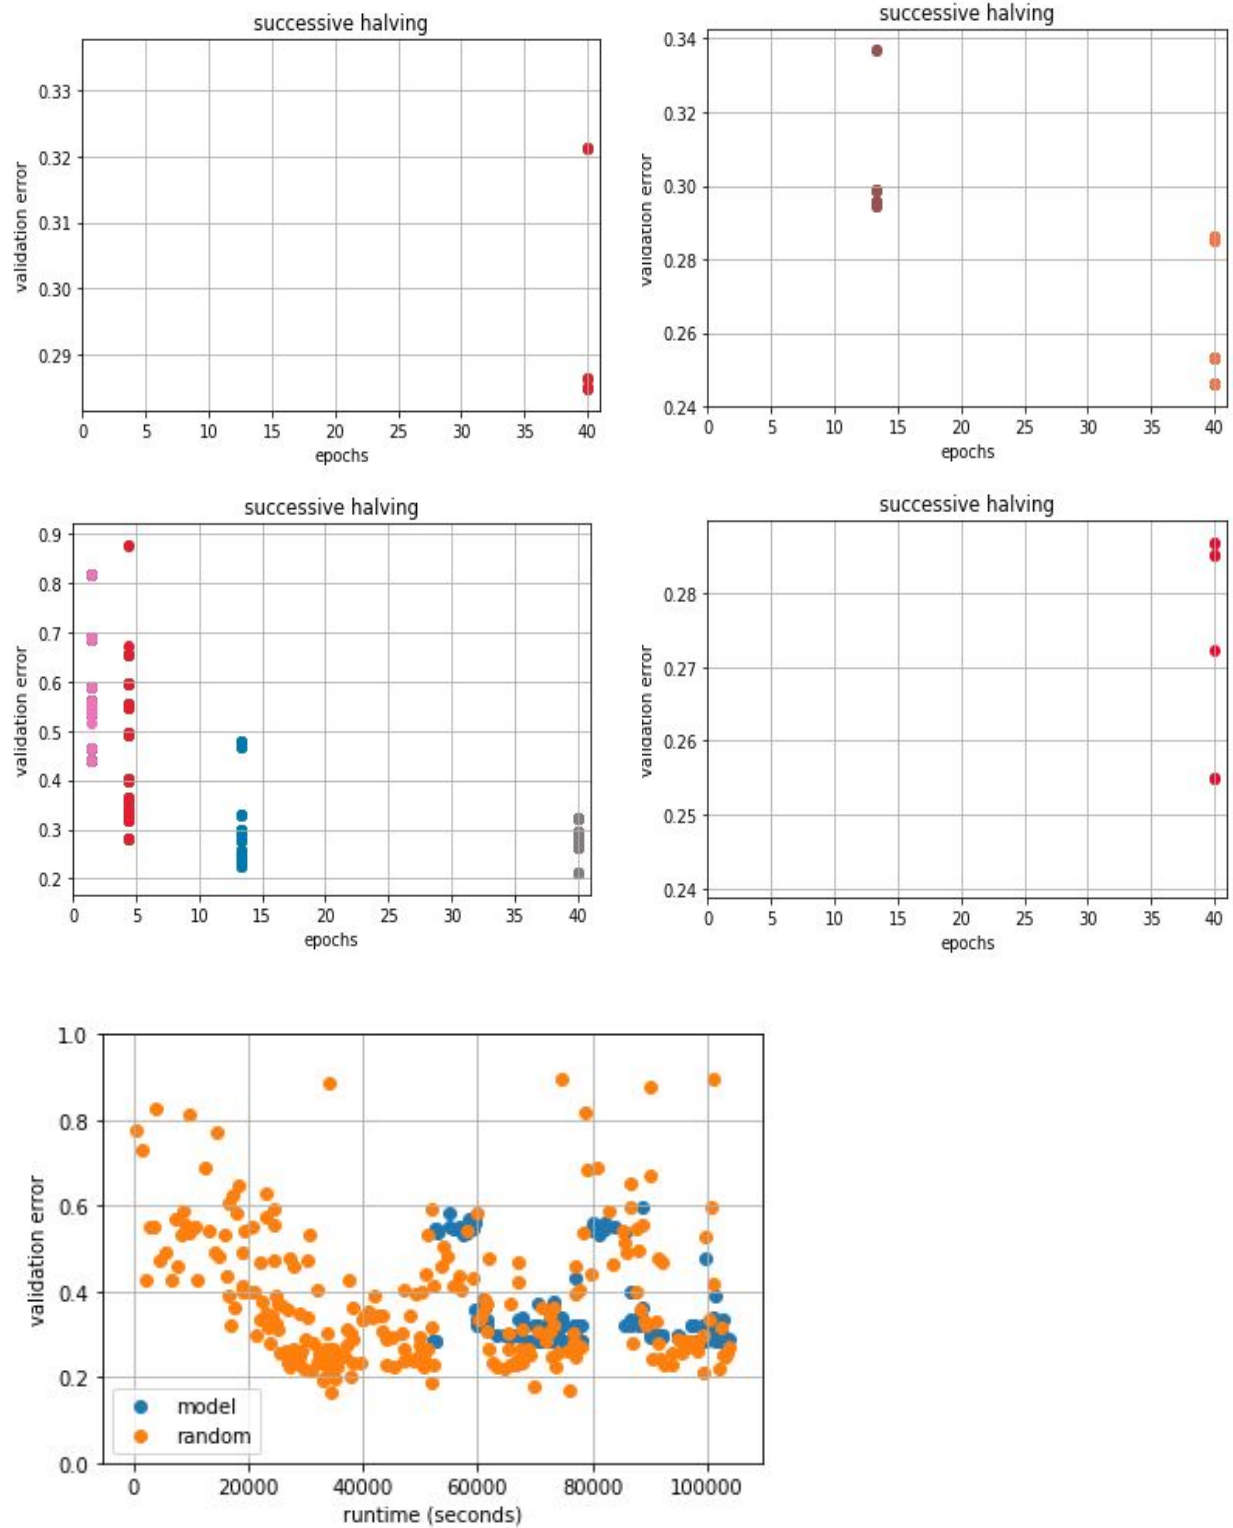 successive halving
0.33
0.32
0.31
0.30
0.29
validation error
0 5 10 15 20 25 30 35 40
epochs
successive halving
0.34
0.32
0.30
0.28
0.26
0.24
validation error
0 5 10 15 20 25 30 35 40
epochs
successive halving
0.9
0.8
0.7
0.6
0.5
0.4
0.3
0.2
validation error
0 5 10 15 20 25 30 35 40
epochs
successive halving
0.28
0.27
0.26
0.25
0.24
validation error
0 5 10 15 20 25 30 35 40
epochs
1.0
0.8
0.6
0.4
0.2
0.0
validation error
model
random
0 20000 40000 60000 80000 100000
runtime (seconds)